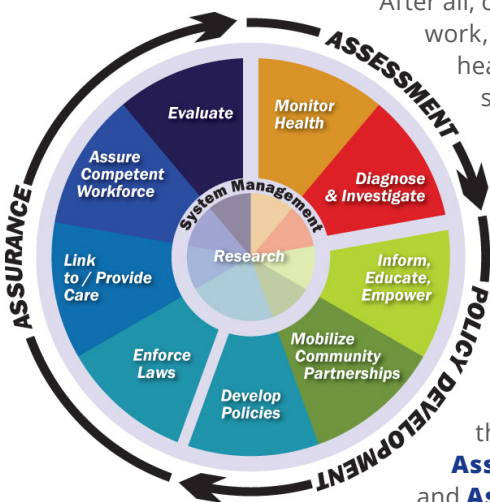 After all,
work,
hea
s
ASSESSMENT
Monitor
Health
Diagnose
& Investigate
POLICY DEVELOPMENT
Inform,
Educate,
Empower
Mobilize
Community
Partnerships
Develop
Policies
ASSURANCE
Enforce
Laws
Link
to / Provide
Care
Assure
Competent
Workforce
Evaluate
System Management
Research
th
Ass
and As